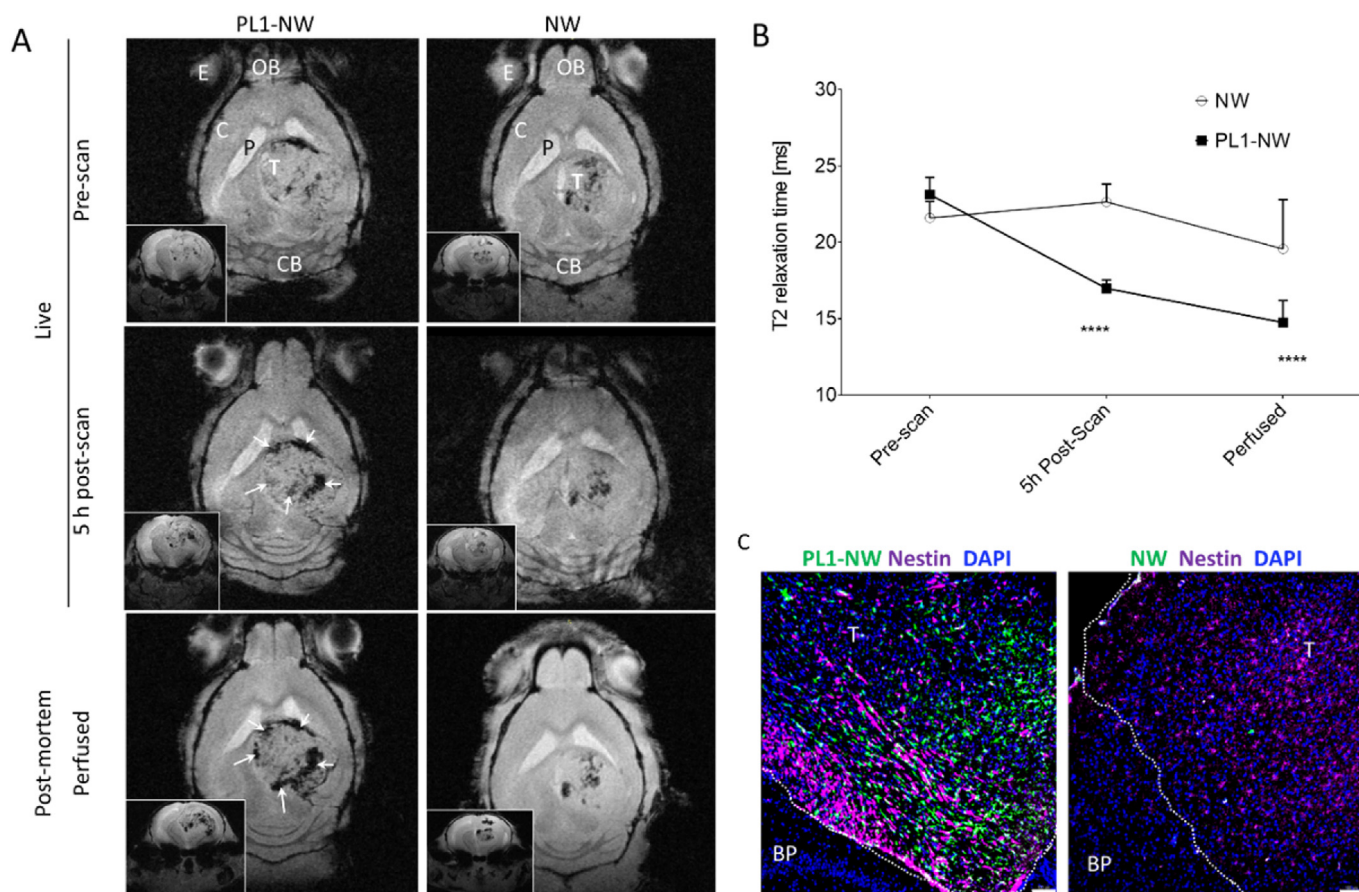 A
PL1-NW
NW
E
OB
C
P
T
CB
E
OB
C
P
T
CB
Pre-scan
Live
5 h post-scan
Post-mortem
Perfused
B
T2 relaxation time [ms]
30
25
20
15
10
NW
PL1-NW
****
****
Pre-scan
5h Post-Scan
Perfused
C
PL1-NW Nestin DAPI
T
BP
NW Nestin DAPI
T
BP